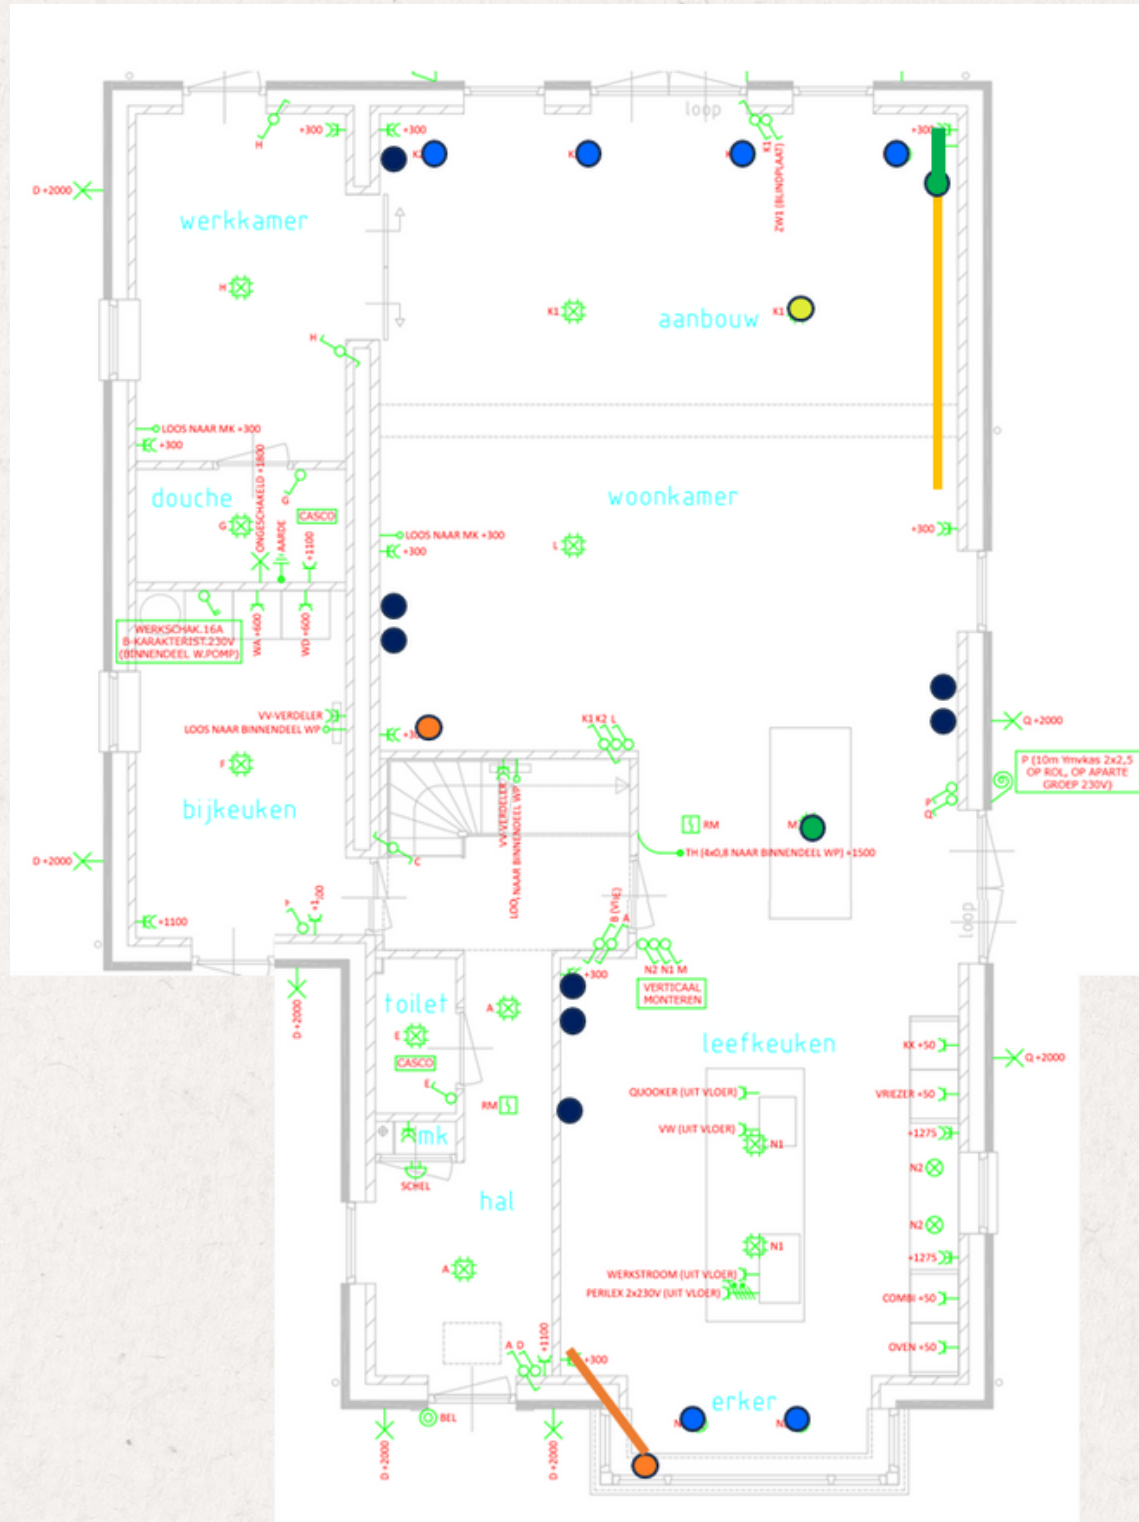 loop
H
+300
+300
K1
+300
D +2000
werkkamer
ZW1 (BLINDPLAAT)
H
K1
aanbouw
K1
H
LOOS NAAR MK +300
+300
douche
ONGESCHAKELD +1800
AARDE
G
G
CASCO
+1100
woonkamer
+300
LOOS NAAR MK +300
+300
L
WERKSCHAK.16A
B-KARAKTERIST.230V
(BINNENDEEL W.POMP)
WA +600
WD +600
VV-VERDELER
LOOS NAAR BINNENDEEL WP
K1 K2 L
Q +2000
F
bijkeuken
VV-VERDELER
LOO, NAAR BINNENDEEL WP
P (10m Ymvkas 2x2,5
OP ROL, OP APARTE
GROEP 230V)
P
Q
RM
M
TH (4x0,8 NAAR BINNENDEEL WP) +1500
D +2000
C
+1100
F
loop
B (VIJE)
A
N2 N1 M
+300
VERTICAAL
MONTEREN
D +2000
toilet
A
E
CASCO
E
leefkeuken
KK +50
Q +2000
QUOOKER (UIT VLOER)
VRIEZER +50
RM
mk
VW (UIT VLOER)
N1
+1275
N2
SCHEL
hal
N2
N1
+1275
A
WERKSTROOM (UIT VLOER)
PERILEX 2x230V (UIT VLOER)
COMBI +50
A D
+1100
+300
OVEN +50
erker
BEL
D +2000
D +2000